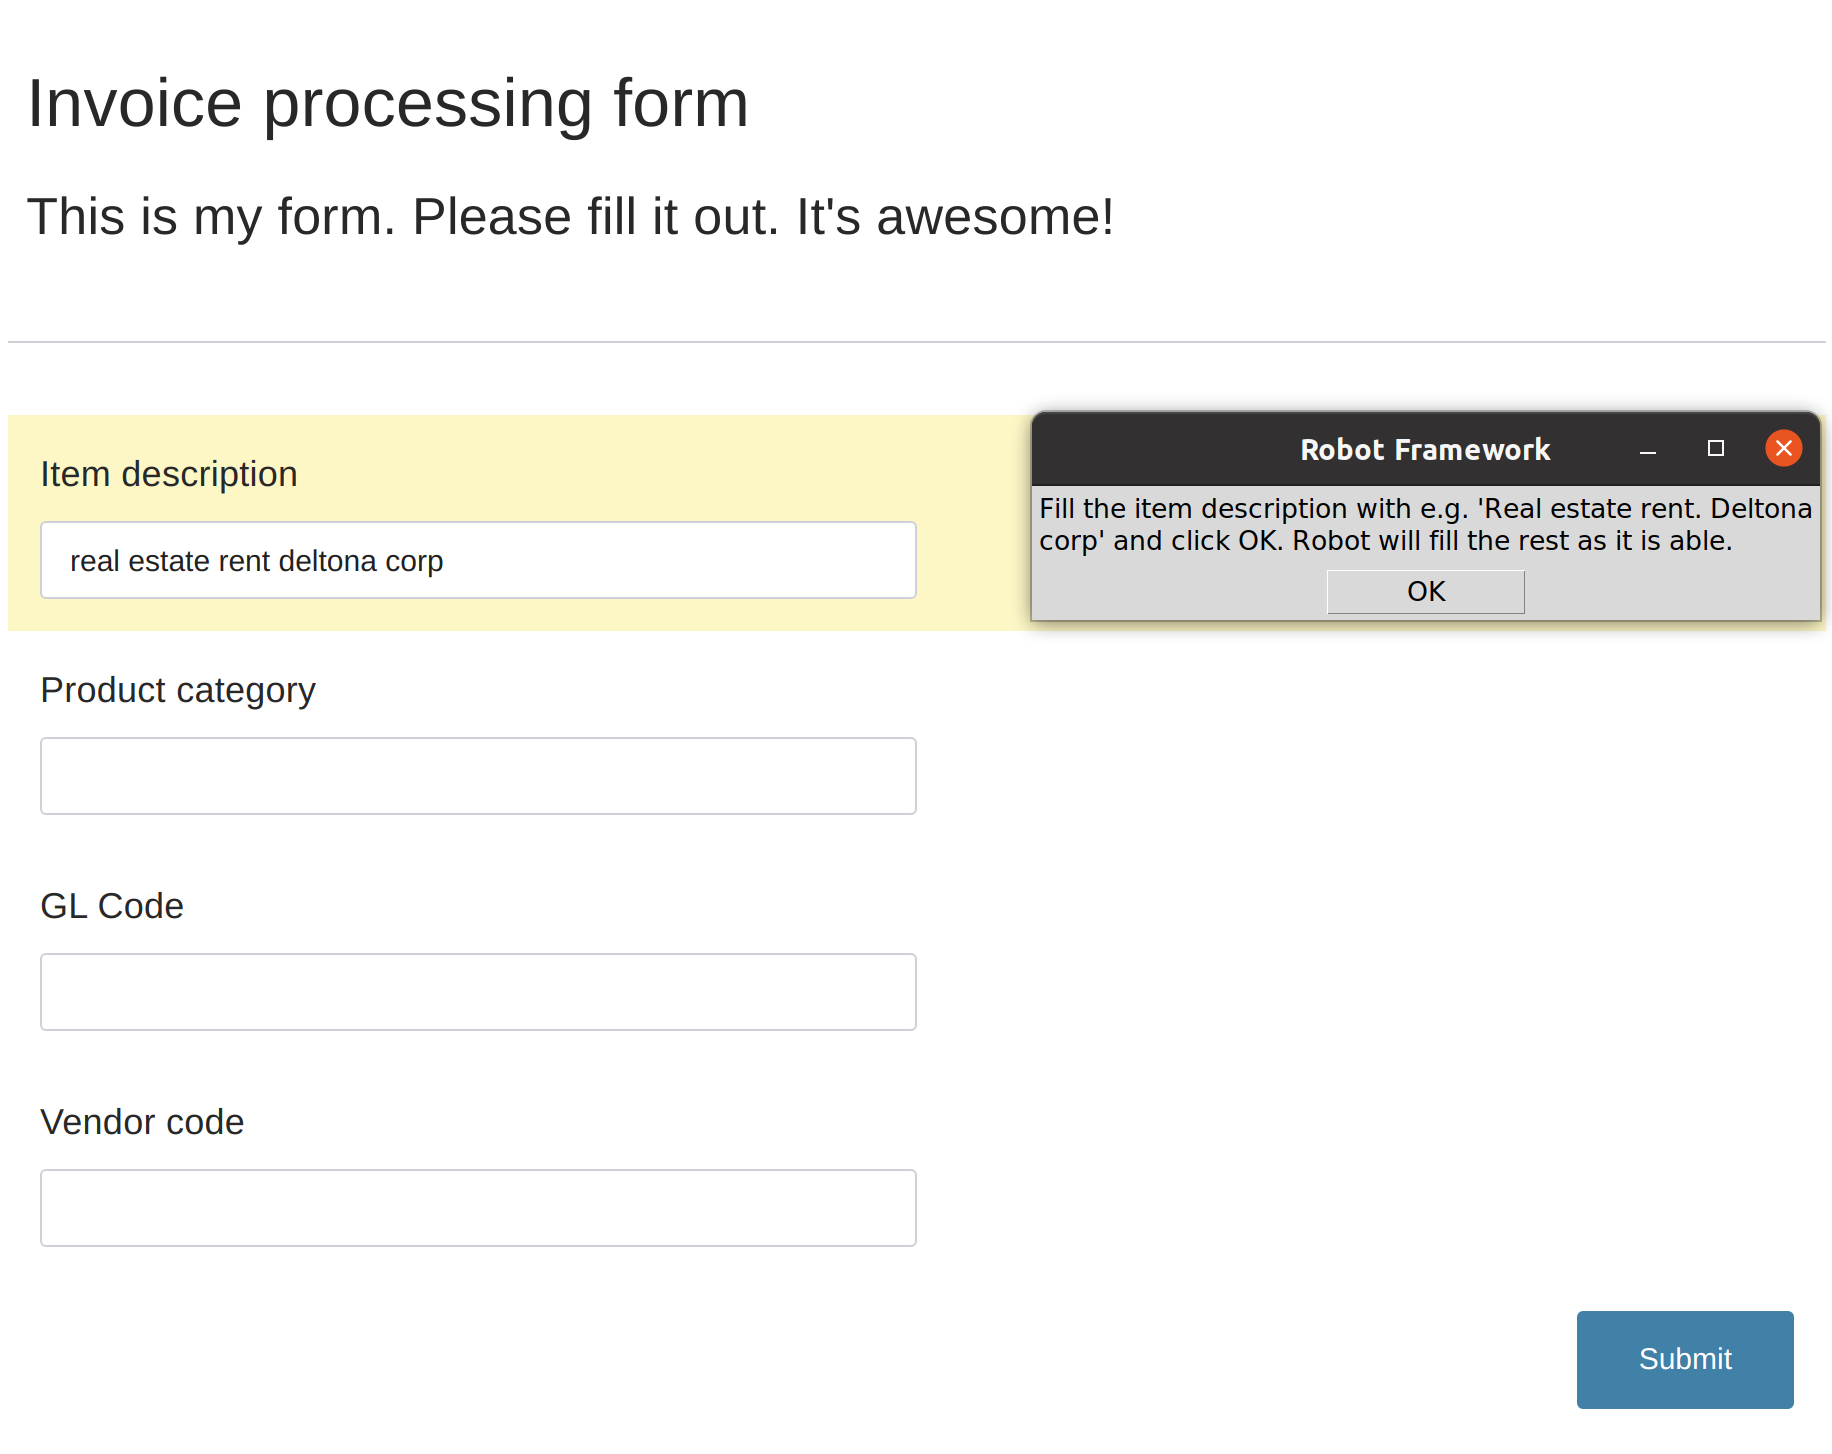 Invoice processing form
This is my form. Please fill it out. It's awesome!
Item description
real estate rent deltona corp
Robot Framework
Fill the item description with e.g. 'Real estate rent. Deltona
corp' and click OK. Robot will fill the rest as it is able.
OK
Product category
GL Code
Vendor code
Submit